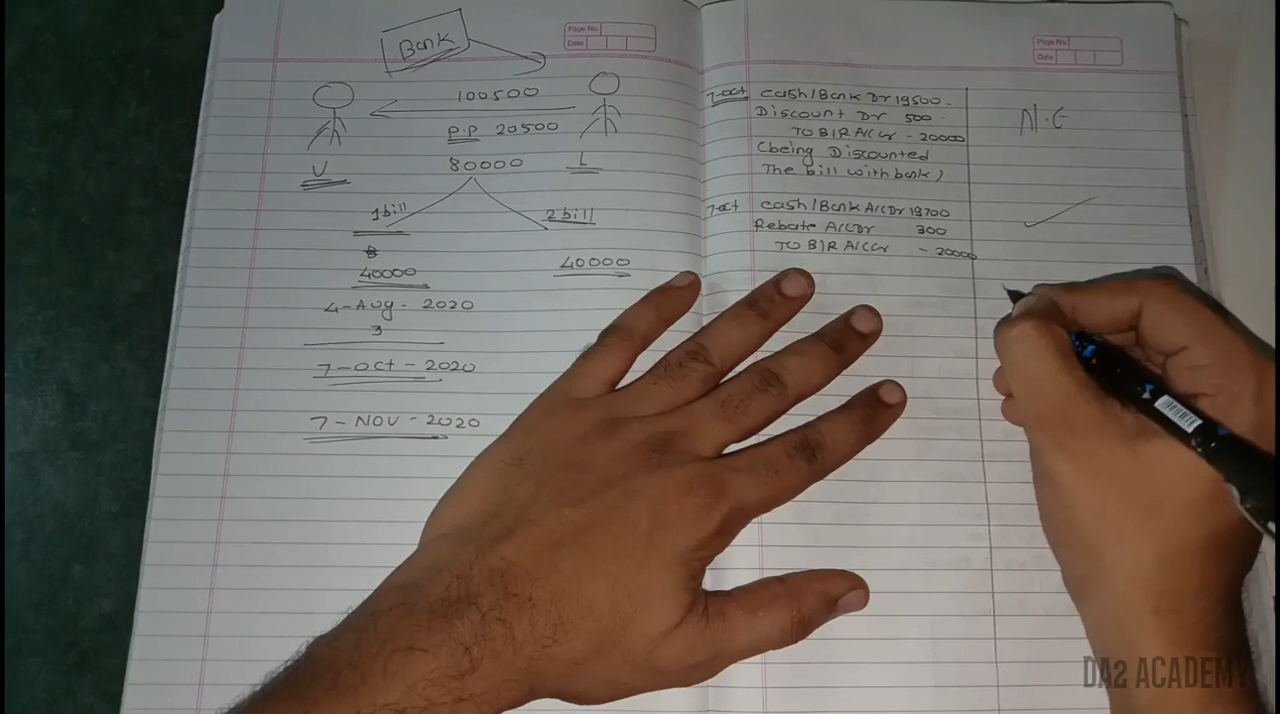 Bank
Page No.
Date
100500
P.P 20500
V
80000
L
1 bill
2 bill
40000
40000
4-Aug-2020
3
7-Oct-2020
7-NOV-2020
Page No.
Date
7-Oct Cash/Bank Dr 19500-
Discount Dr 500-
TO B/R A/C Cr - 20000
(being Discounted
The bill with bank)
N.E
7-Oct Cash/Bank A/C Dr 19700
Rebate A/C Dr 300
TO B/R A/C Cr - 20000
DA2 ACADEMY